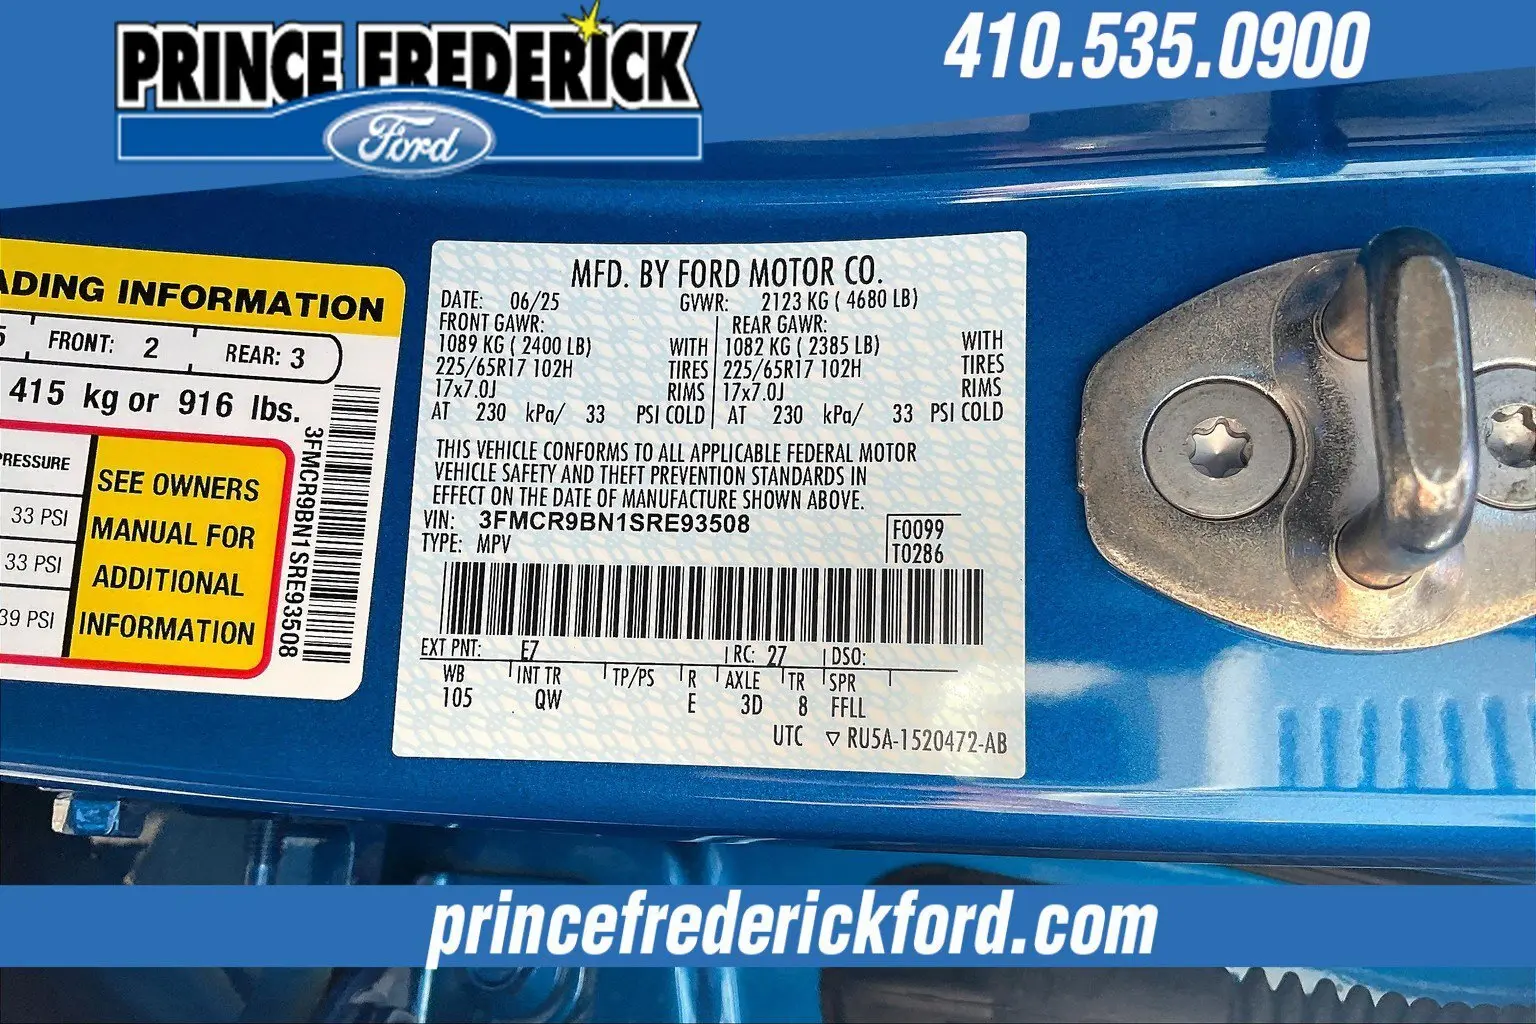 PRINCE FREDERICK
Ford
410.535.0900
ADING INFORMATION
FRONT: 2 REAR: 3
415 kg or 916 lbs.
PRESSURE
33 PSI
33 PSI
39 PSI
SEE OWNERS
MANUAL FOR
ADDITIONAL
INFORMATION
3FMCR9BN1SRE93508
MFD. BY FORD MOTOR CO.
DATE: 06/25 GVWR: 2123 KG ( 4680 LB)
FRONT GAWR: REAR GAWR:
1089 KG ( 2400 LB) WITH 1082 KG ( 2385 LB) WITH
225/65R17 102H TIRES 225/65R17 102H TIRES
17x7.0J RIMS 17x7.0J RIMS
AT 230 kPa/ 33 PSI COLD AT 230 kPa/ 33 PSI COLD
THIS VEHICLE CONFORMS TO ALL APPLICABLE FEDERAL MOTOR
VEHICLE SAFETY AND THEFT PREVENTION STANDARDS IN
EFFECT ON THE DATE OF MANUFACTURE SHOWN ABOVE.
VIN: 3FMCR9BN1SRE93508 F0099
TYPE: MPV T0286
EXT PNT: E7 RC: 27 DSO:
WB INT TR TP/PS R AXLE TR SPR
105 QW E 3D 8 FFLL
UTC ▽ RU5A-1520472-AB
princefrederickford.com